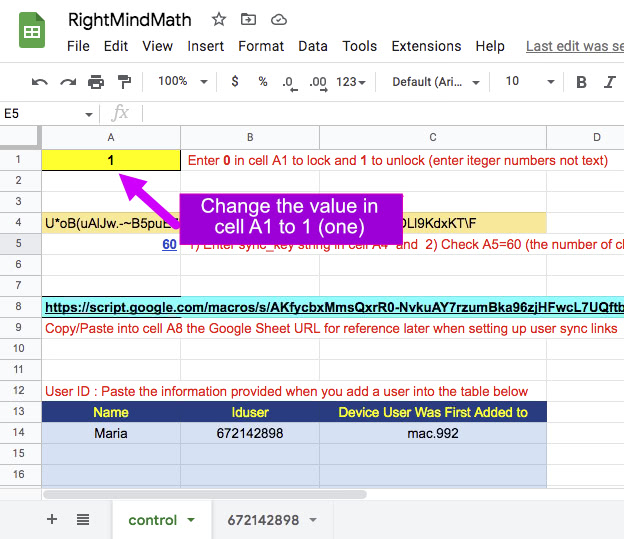 RightMindMath
File Edit View Insert Format Data Tools Extensions Help Last edit was se
100% $ % .0 .00 123 Default (Ari... 10 B I
E5 fx
A B C D
1 1 Enter 0 in cell A1 to lock and 1 to unlock (enter iteger numbers not text)
2
3
Change the value in
cell A1 to 1 (one)
4 U*oB(uAlJw.-~B5puE 9KdxKT\F
5 60 1) Enter sync_key string in cell A4 and 2) Check A5=60 (the number of c
6
7
8 https://script.google.com/macros/s/AKfycbxMmsQxrR0-NvkuAY7rzumBka96zjHFwcL7UQftb
9 Copy/Paste into cell A8 the Google Sheet URL for reference later when setting up user sync links
10
11
12 User ID : Paste the information provided when you add a user into the table below
13 Name Iduser Device User Was First Added to
14 Maria 672142898 mac.992
15
16
+ control 672142898